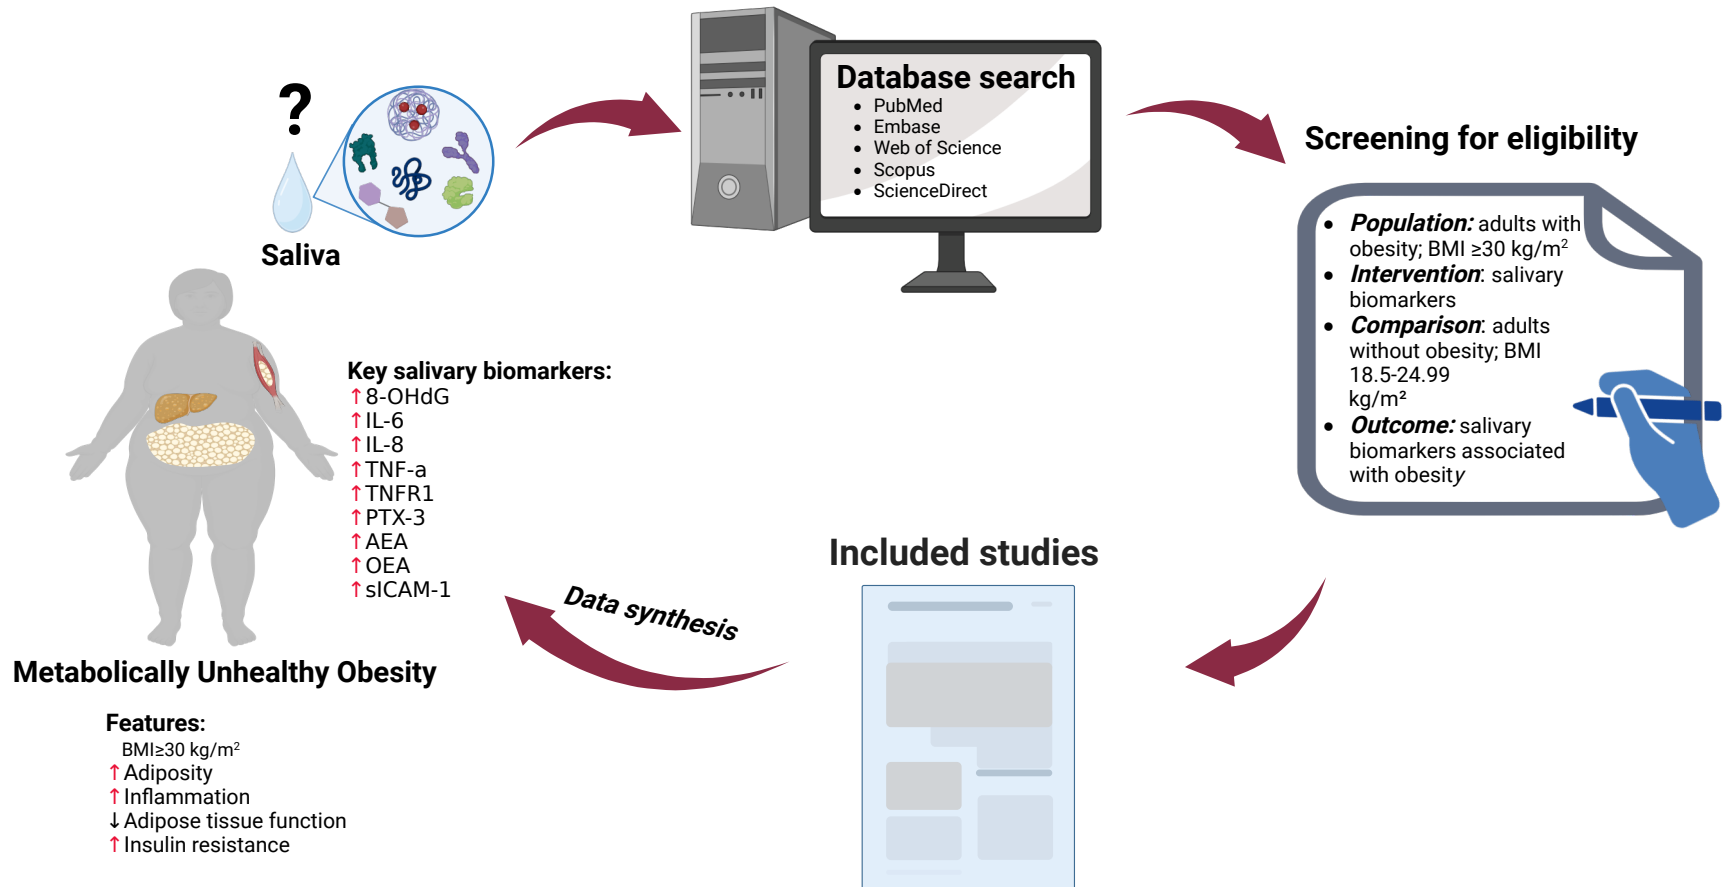 ?
Saliva
Database search
• PubMed
• Embase
• Web of Science
• Scopus
• ScienceDirect
Screening for eligibility
• Population: adults with
obesity; BMI ≥30 kg/m²
• Intervention: salivary
biomarkers
• Comparison: adults
without obesity; BMI
18.5-24.99
kg/m²
• Outcome: salivary
biomarkers associated
with obesity
Included studies
Data synthesis
Key salivary biomarkers:
↑8-OHdG
↑IL-6
↑IL-8
↑TNF-a
↑TNFR1
↑PTX-3
↑AEA
↑OEA
↑sICAM-1
Metabolically Unhealthy Obesity
Features:
BMI≥30 kg/m²
↑Adiposity
↑Inflammation
↓Adipose tissue function
↑Insulin resistance